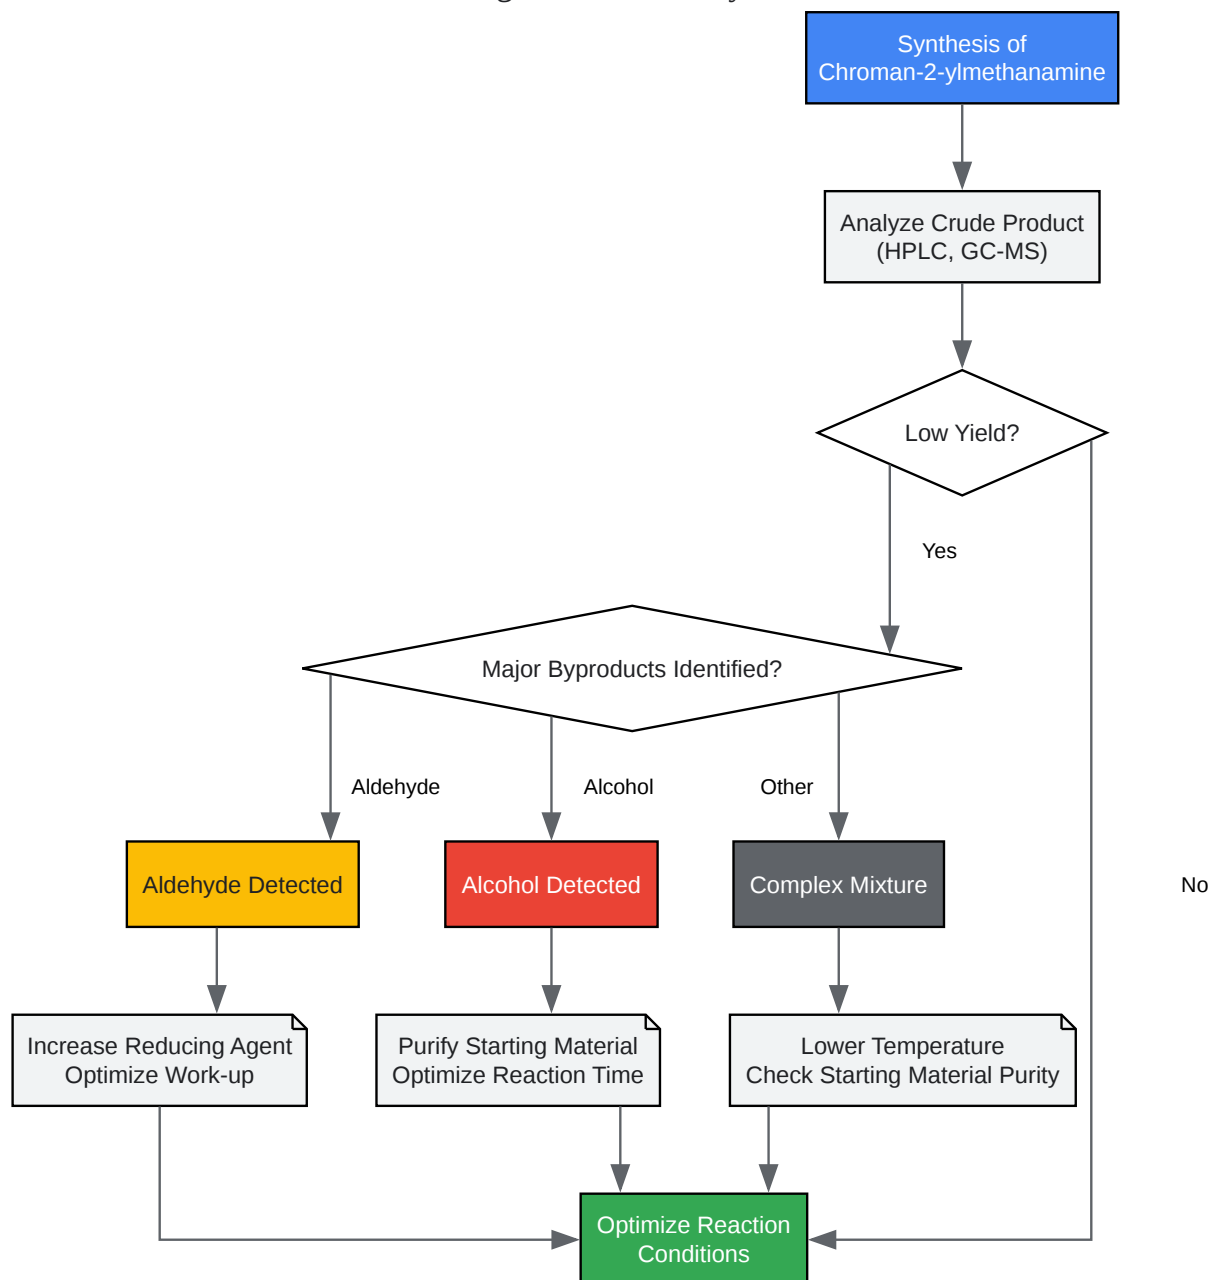 Synthesis of
Chroman-2-ylmethanamine
Analyze Crude Product
(HPLC, GC-MS)
Low Yield?
Yes
Major Byproducts Identified?
Aldehyde
Alcohol
Other
Aldehyde Detected
Alcohol Detected
Complex Mixture
No
Increase Reducing Agent
Optimize Work-up
Purify Starting Material
Optimize Reaction Time
Lower Temperature
Check Starting Material Purity
Optimize Reaction
Conditions